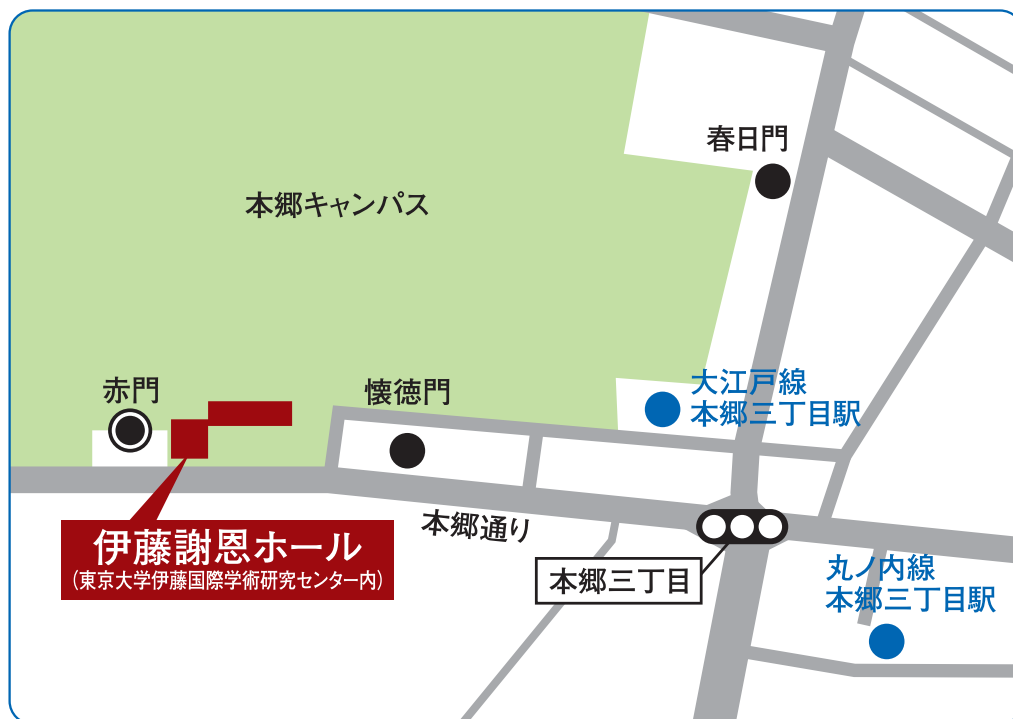 春日門
本郷キャンパス
赤門
懐徳門
大江戸線
本郷三丁目駅
本郷通り
伊藤謝恩ホール
(東京大学伊藤国際学術研究センター内)
本郷三丁目
丸ノ内線
本郷三丁目駅